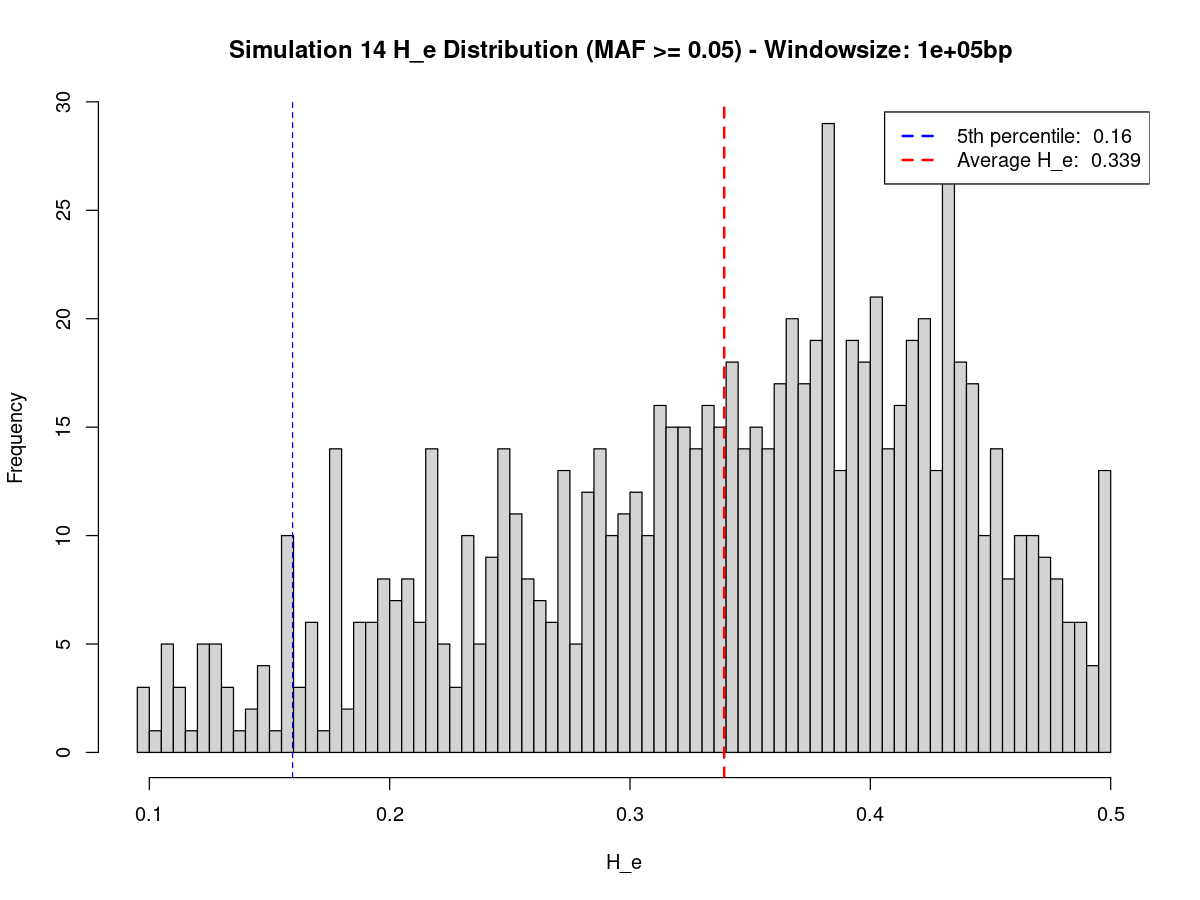 Simulation 14 H_e Distribution (MAF >= 0.05) - Windowsize: 1e+05bp
5th percentile: 0.16
Average H_e: 0.339
Frequency
30
25
20
15
10
5
0
0.1 0.2 0.3 0.4 0.5
H_e